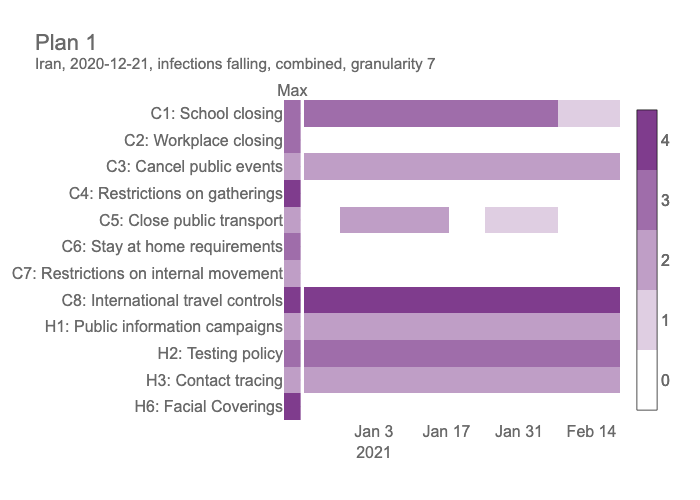 Plan 1
Iran, 2020-12-21, infections falling, combined, granularity 7
Max
C1: School closing
C2: Workplace closing
C3: Cancel public events
C4: Restrictions on gatherings
C5: Close public transport
C6: Stay at home requirements
C7: Restrictions on internal movement
C8: International travel controls
H1: Public information campaigns
H2: Testing policy
H3: Contact tracing
H6: Facial Coverings
4
3
2
1
0
Jan 3 Jan 17 Jan 31 Feb 14
2021